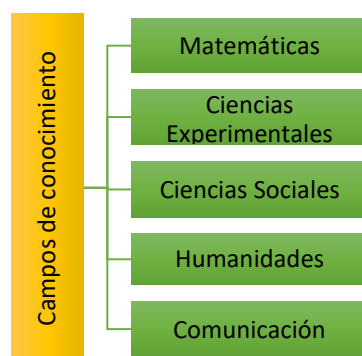 Campos de conocimiento
Matemáticas
Ciencias
Experimentales
Ciencias Sociales
Humanidades
Comunicación